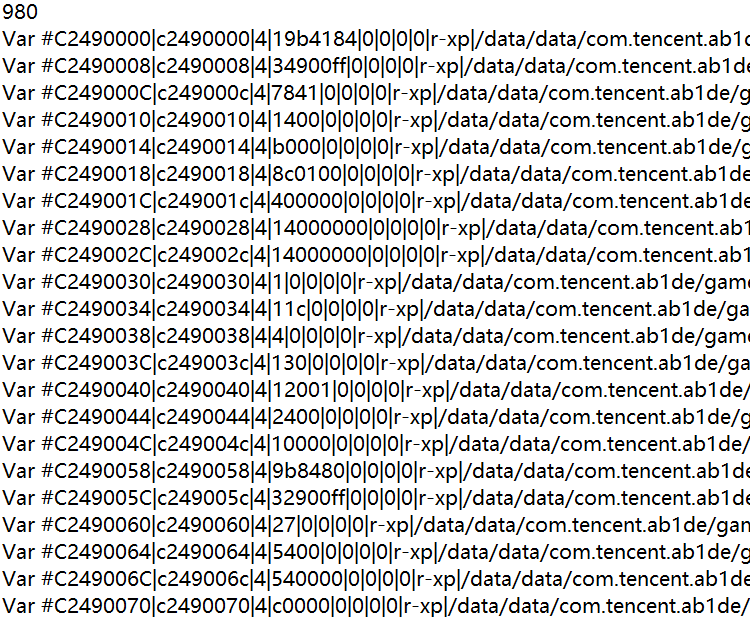 980
Var #C2490000|c2490000|4|19b4184|0|0|0|0|r-xp|/data/data/com.tencent.ab1d
Var #C2490008|c2490008|4|34900ff|0|0|0|0|r-xp|/data/data/com.tencent.ab1de
Var #C249000C|c249000c|4|7841|0|0|0|0|r-xp|/data/data/com.tencent.ab1de/g
Var #C2490010|c2490010|4|1400|0|0|0|0|r-xp|/data/data/com.tencent.ab1de/g
Var #C2490014|c2490014|4|b000|0|0|0|0|r-xp|/data/data/com.tencent.ab1de/g
Var #C2490018|c2490018|4|8c0100|0|0|0|0|r-xp|/data/data/com.tencent.ab1de
Var #C249001C|c249001c|4|400000|0|0|0|0|r-xp|/data/data/com.tencent.ab1de
Var #C2490028|c2490028|4|14000000|0|0|0|0|r-xp|/data/data/com.tencent.ab1
Var #C249002C|c249002c|4|14000000|0|0|0|0|r-xp|/data/data/com.tencent.ab1
Var #C2490030|c2490030|4|1|0|0|0|0|r-xp|/data/data/com.tencent.ab1de/game
Var #C2490034|c2490034|4|11c|0|0|0|0|r-xp|/data/data/com.tencent.ab1de/ga
Var #C2490038|c2490038|4|4|0|0|0|0|r-xp|/data/data/com.tencent.ab1de/game
Var #C249003C|c249003c|4|130|0|0|0|0|r-xp|/data/data/com.tencent.ab1de/ga
Var #C2490040|c2490040|4|12001|0|0|0|0|r-xp|/data/data/com.tencent.ab1de/
Var #C2490044|c2490044|4|2400|0|0|0|0|r-xp|/data/data/com.tencent.ab1de/g
Var #C249004C|c249004c|4|10000|0|0|0|0|r-xp|/data/data/com.tencent.ab1de/
Var #C2490058|c2490058|4|9b8480|0|0|0|0|r-xp|/data/data/com.tencent.ab1de
Var #C249005C|c249005c|4|32900ff|0|0|0|0|r-xp|/data/data/com.tencent.ab1de
Var #C2490060|c2490060|4|27|0|0|0|0|r-xp|/data/data/com.tencent.ab1de/gam
Var #C2490064|c2490064|4|5400|0|0|0|0|r-xp|/data/data/com.tencent.ab1de/g
Var #C249006C|c249006c|4|540000|0|0|0|0|r-xp|/data/data/com.tencent.ab1de
Var #C2490070|c2490070|4|c0000|0|0|0|0|r-xp|/data/data/com.tencent.ab1de/